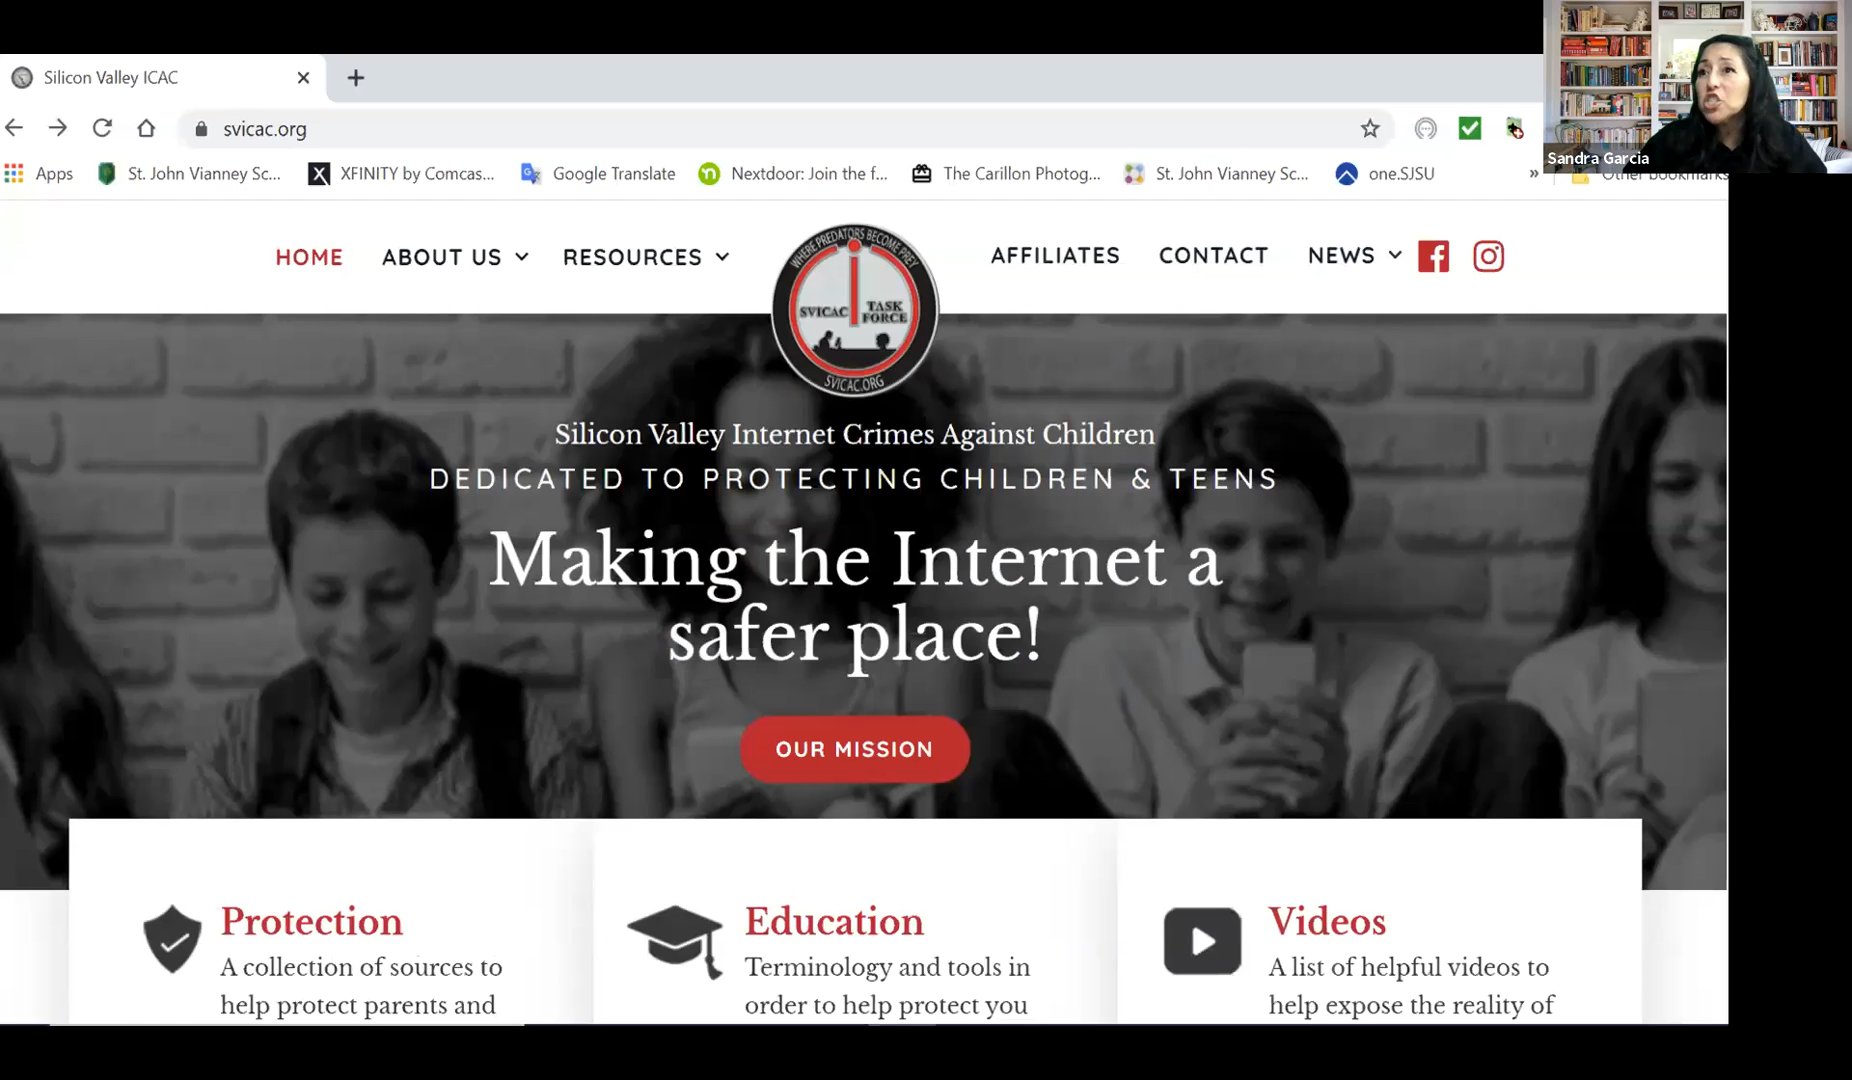 Silicon Valley ICAC
svicac.org
Apps
St. John Vianney Sc...
XFINITY by Comcas...
Google Translate
Nextdoor: Join the f...
The Carillon Photog...
St. John Vianney Sc...
one.SJSU
»
Other bookmarks
Sandra Garcia
HOME
ABOUT US
RESOURCES
WHERE PREDATORS BECOME PREY
SVICAC TASK
FORCE
SVICAC.ORG
AFFILIATES
CONTACT
NEWS
Silicon Valley Internet Crimes Against Children
DEDICATED TO PROTECTING CHILDREN & TEENS
Making the Internet a
safer place!
OUR MISSION
Protection
A collection of sources to
help protect parents and
Education
Terminology and tools in
order to help protect you
Videos
A list of helpful videos to
help expose the reality of